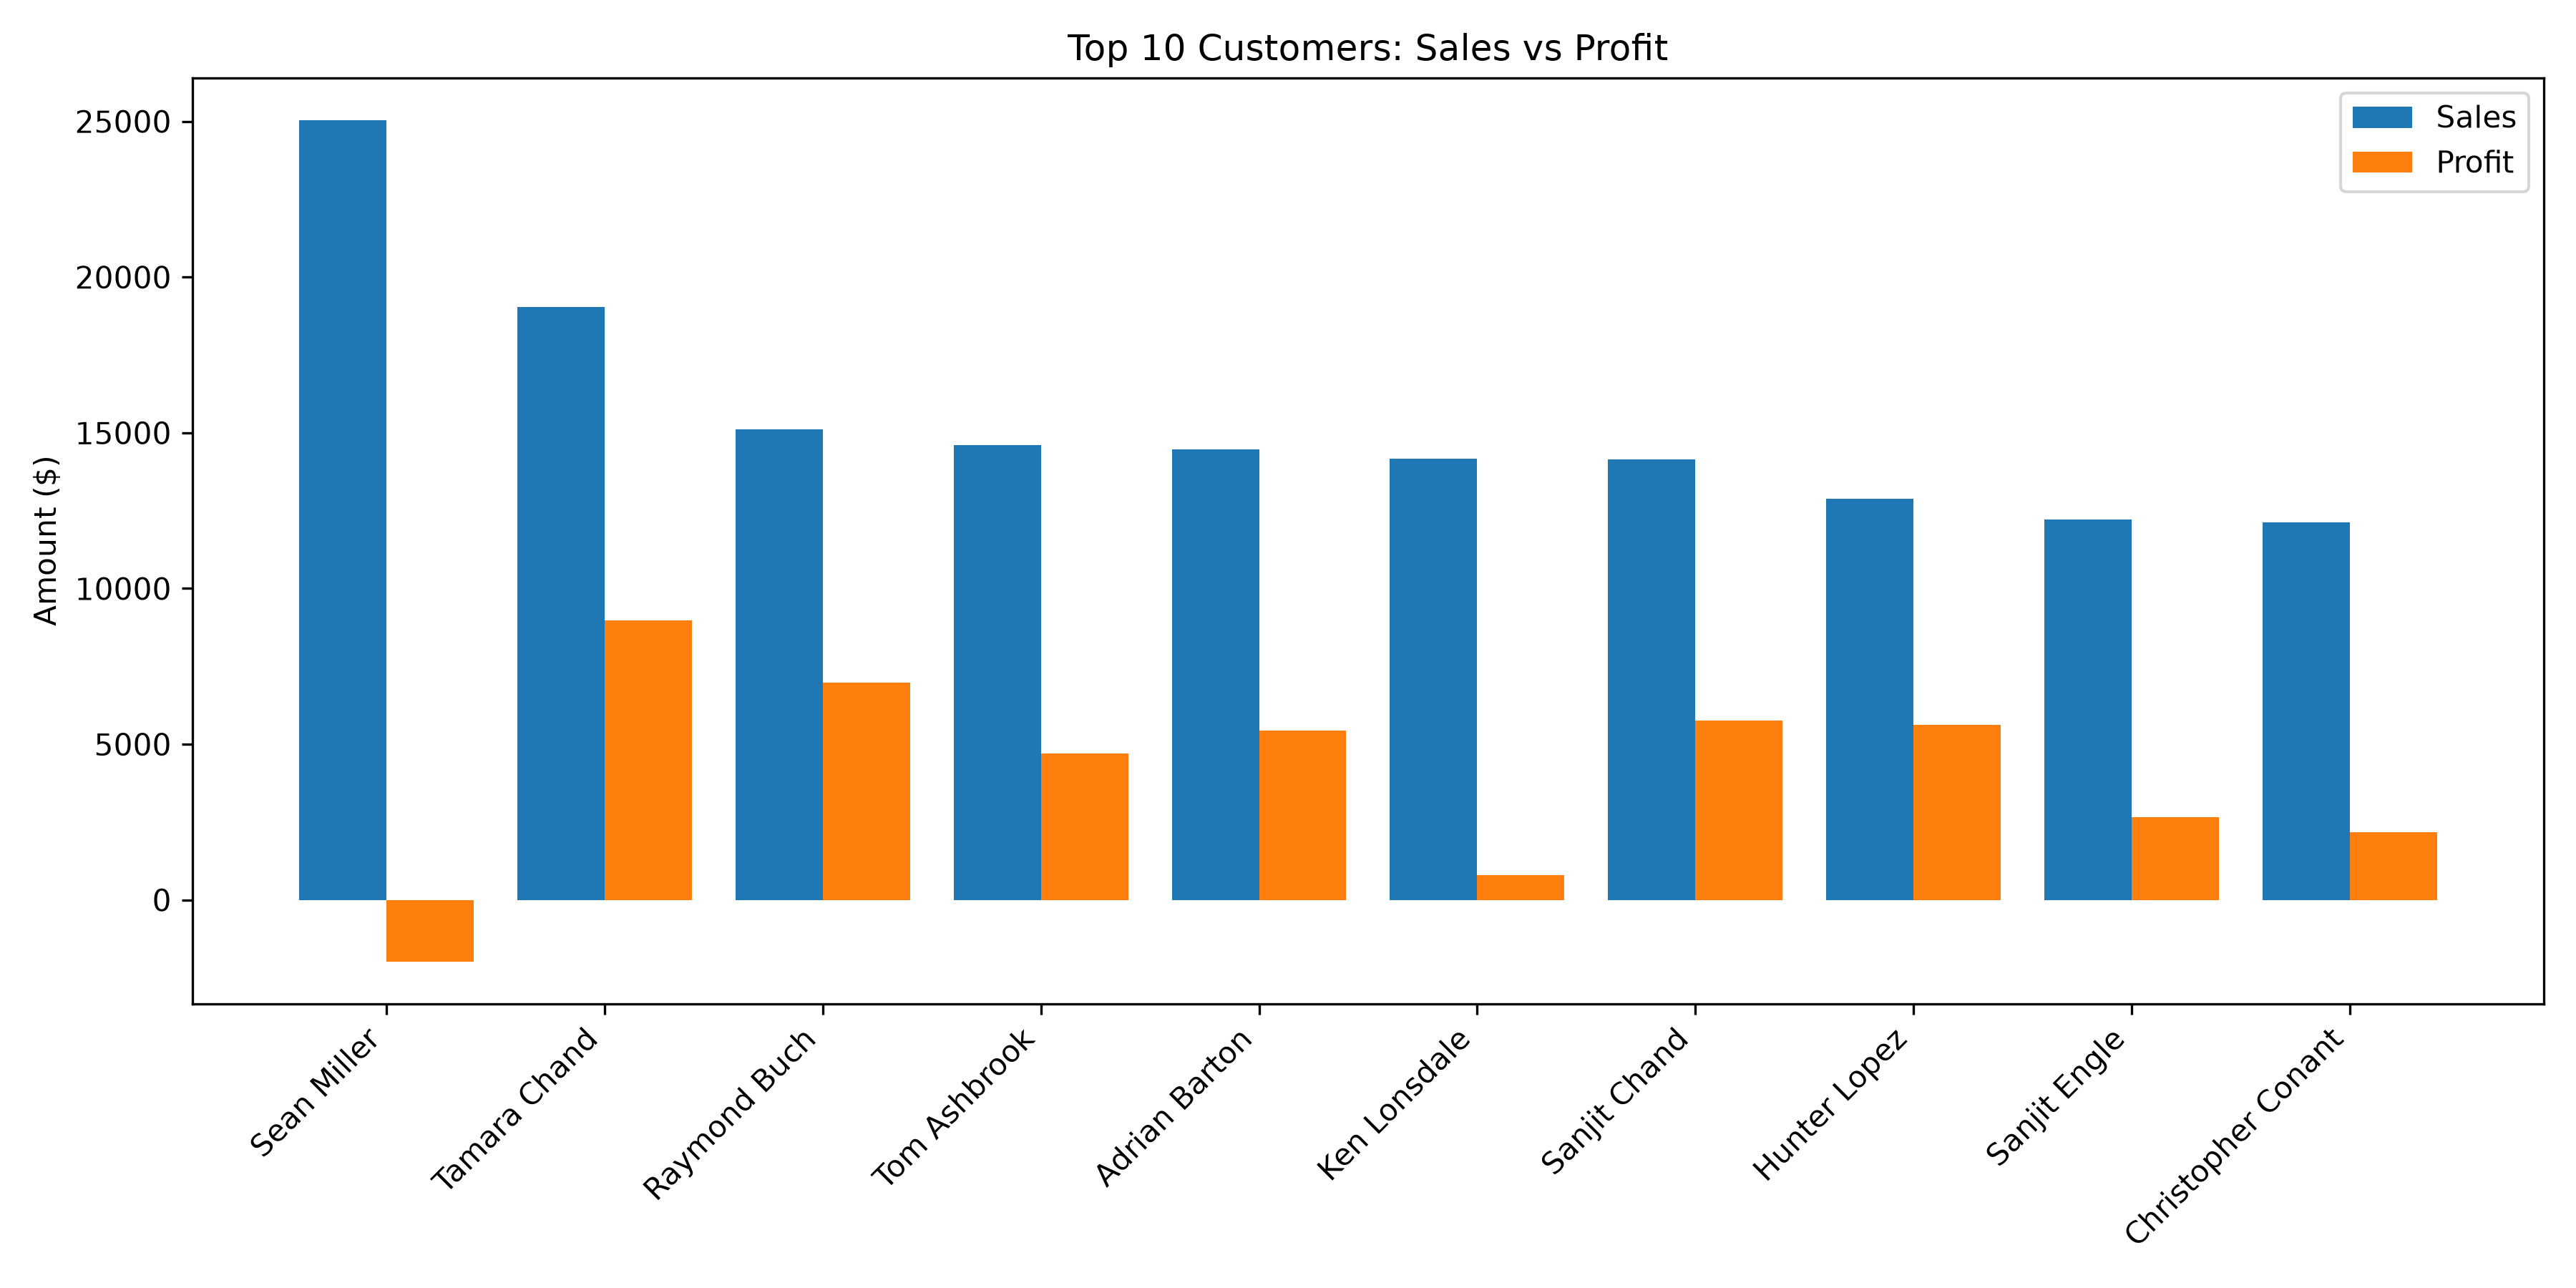 Top 10 Customers: Sales vs Profit
Sales
Profit
Amount ($)
25000
20000
15000
10000
5000
0
Sean Miller
Tamara Chand
Raymond Buch
Tom Ashbrook
Adrian Barton
Ken Lonsdale
Sanjit Chand
Hunter Lopez
Sanjit Engle
Christopher Conant